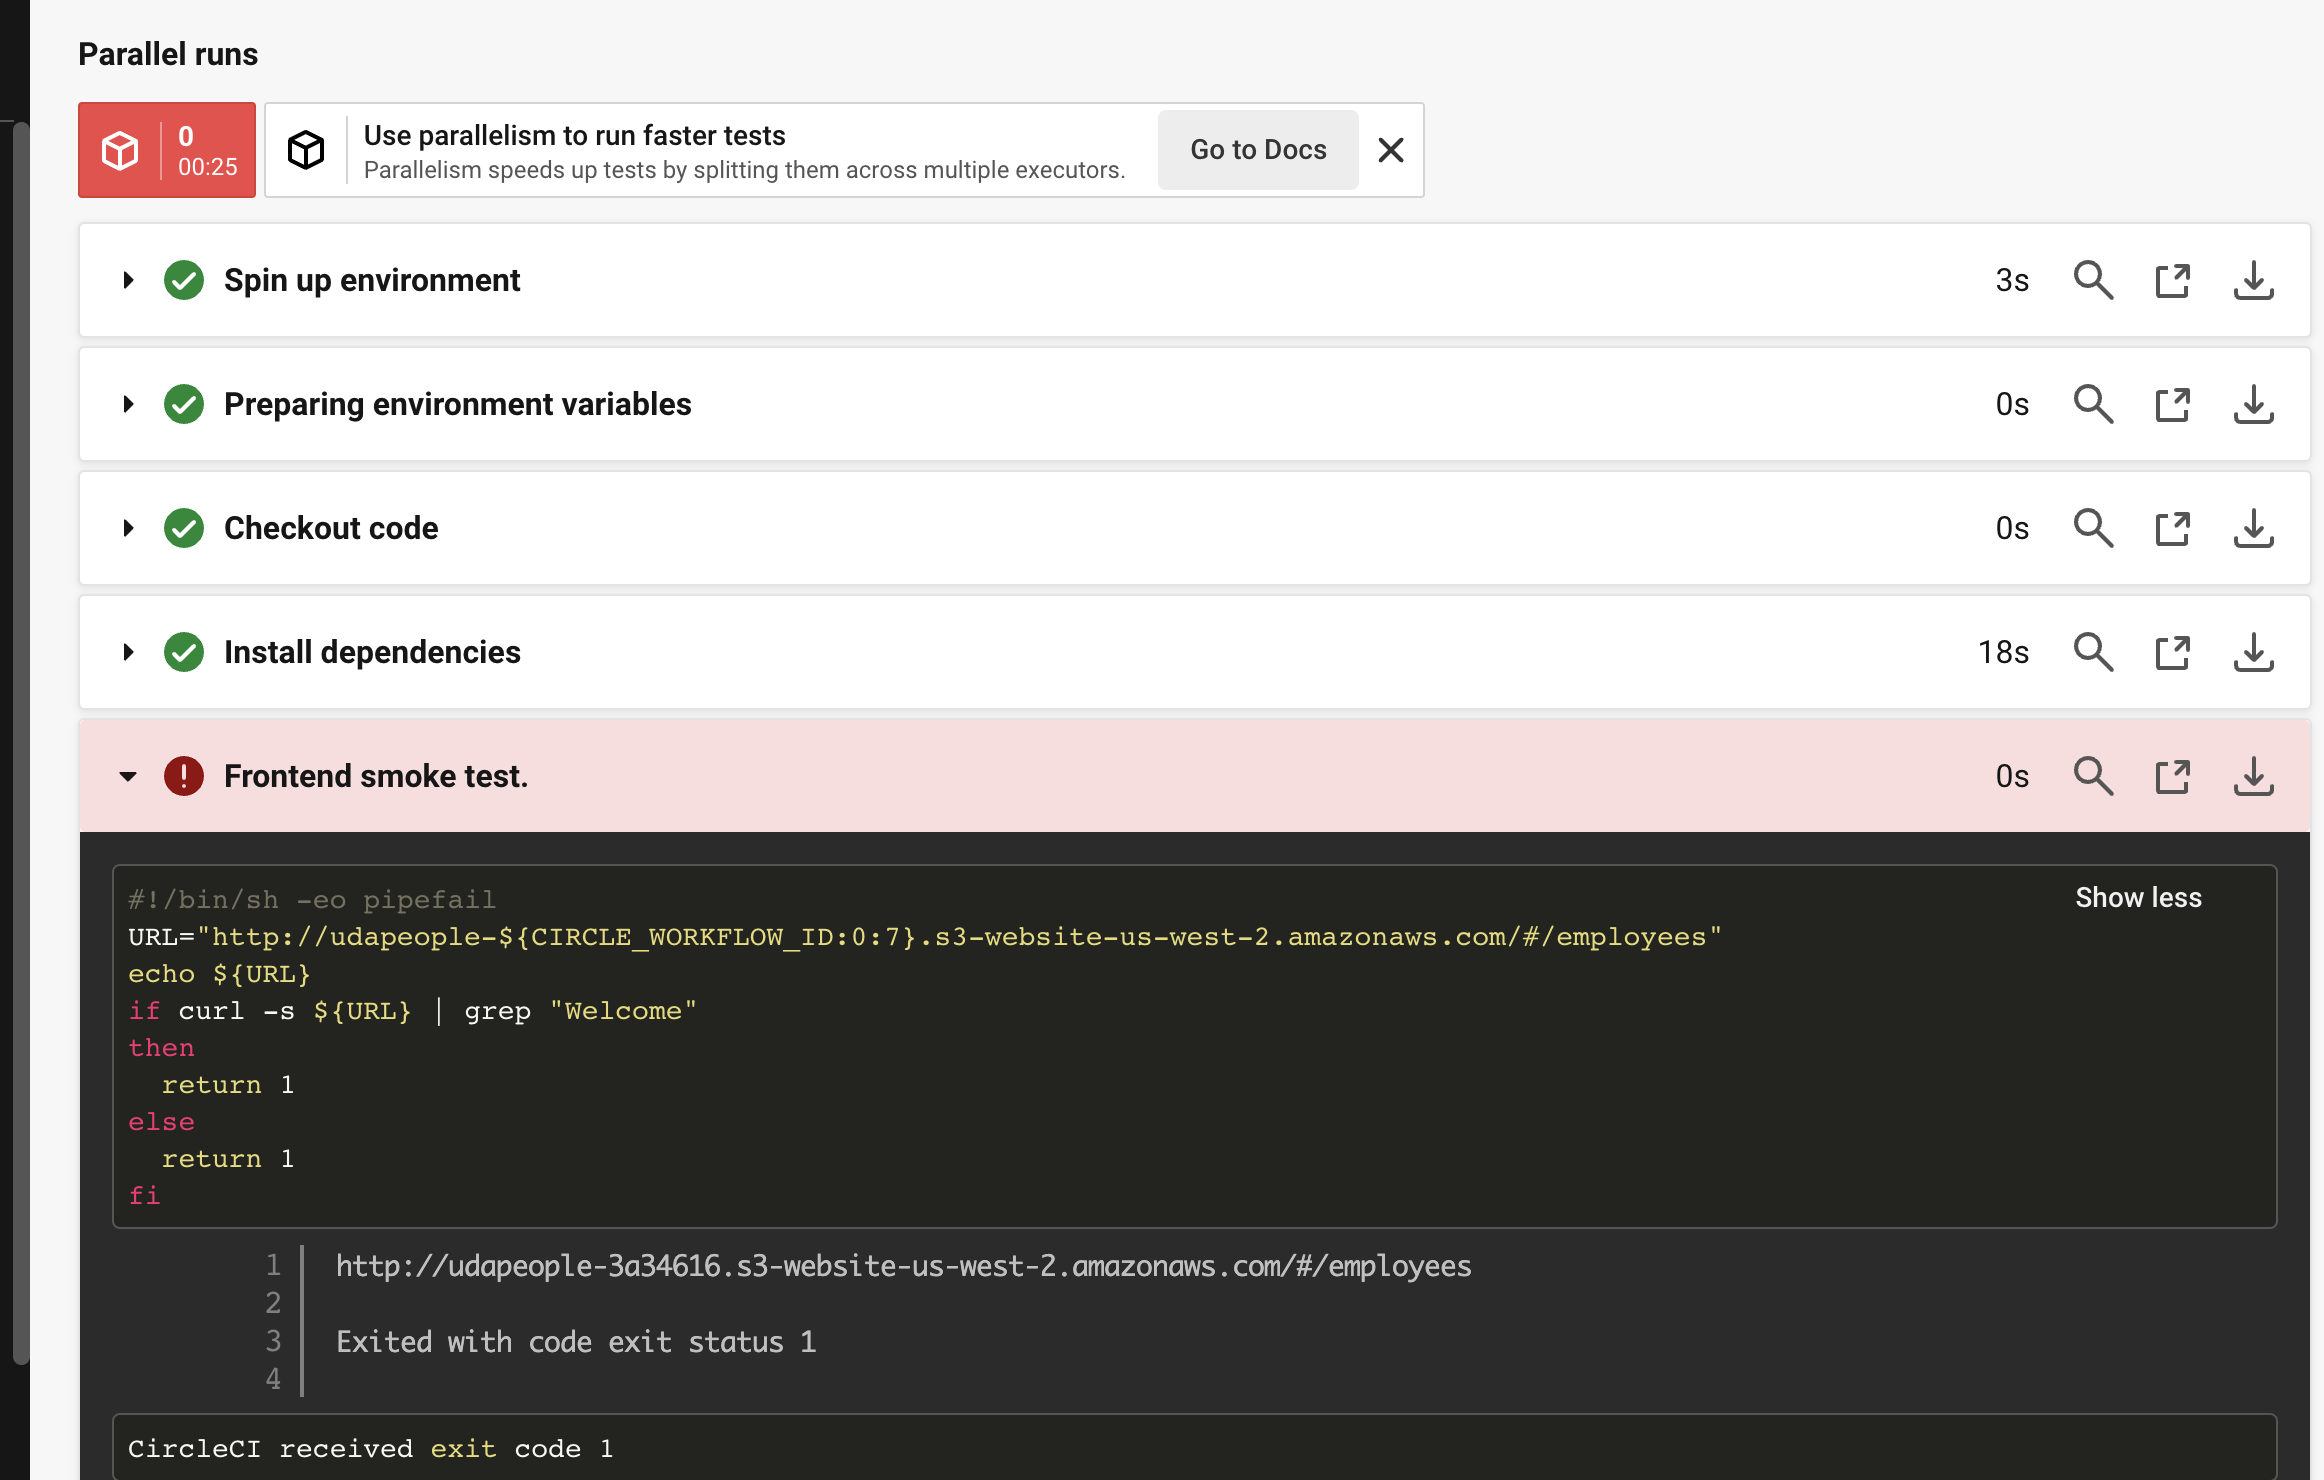 Parallel runs
0
00:25
Use parallelism to run faster tests
Parallelism speeds up tests by splitting them across multiple executors.
Go to Docs
Spin up environment 3s
Preparing environment variables 0s
Checkout code 0s
Install dependencies 18s
Frontend smoke test. 0s
Show less
#!/bin/sh -eo pipefail
URL="http://udapeople-${CIRCLE_WORKFLOW_ID:0:7}.s3-website-us-west-2.amazonaws.com/#/employees"
echo ${URL}
if curl -s ${URL} | grep "Welcome"
then
  return 1
else
  return 1
fi
1 http://udapeople-3a34616.s3-website-us-west-2.amazonaws.com/#/employees
2
3 Exited with code exit status 1
4
CircleCI received exit code 1